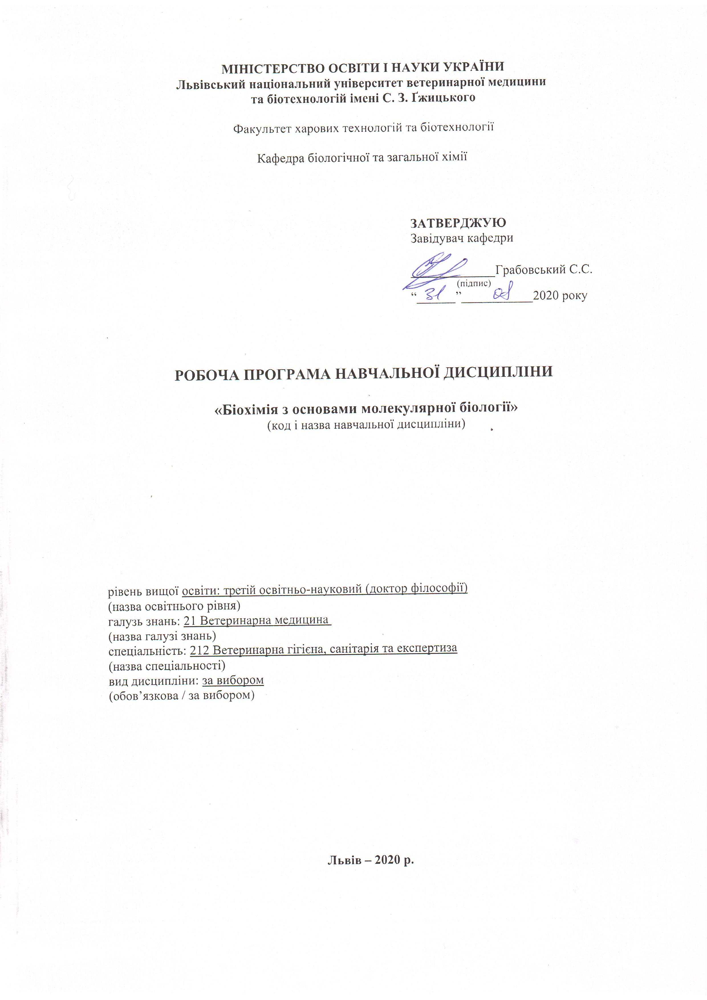 МІНІСТЕРСТВО ОСВІТИ І НАУКИ УКРАЇНИ
Львівський національний університет ветеринарної медицини
та біотехнологій імені С. З. Ґжицького
Факультет харових технологій та біотехнології
Кафедра біологічної та загальної хімії
ЗАТВЕРДЖУЮ
Завідувач кафедри
_____________Грабовський С.С.
(підпис)
“ 31 ” 08 2020 року
РОБОЧА ПРОГРАМА НАВЧАЛЬНОЇ ДИСЦИПЛІНИ
«Біохімія з основами молекулярної біології»
(код і назва навчальної дисципліни)
рівень вищої освіти: третій освітньо-науковий (доктор філософії)
(назва освітнього рівня)
галузь знань: 21 Ветеринарна медицина
(назва галузі знань)
спеціальність: 212 Ветеринарна гігієна, санітарія та експертиза
(назва спеціальності)
вид дисципліни: за вибором
(обов’язкова / за вибором)
Львів – 2020 р.